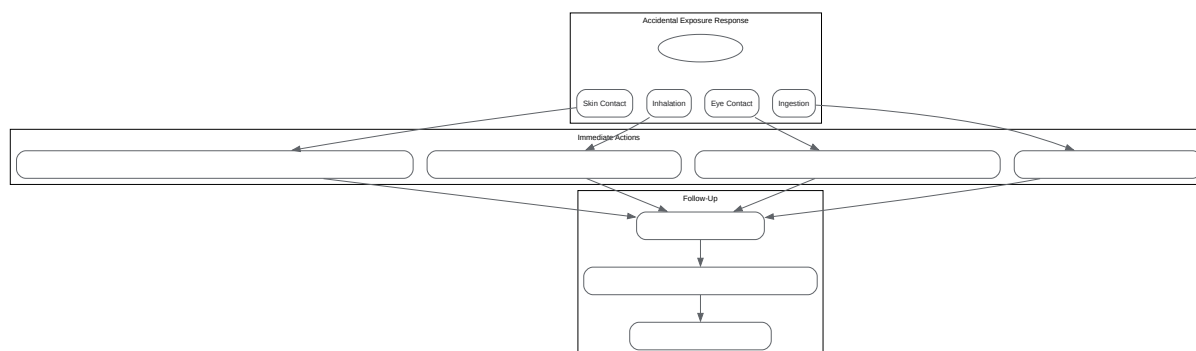 Accidental Exposure Response
Skin Contact
Inhalation
Eye Contact
Ingestion
Immediate Actions
Follow-Up